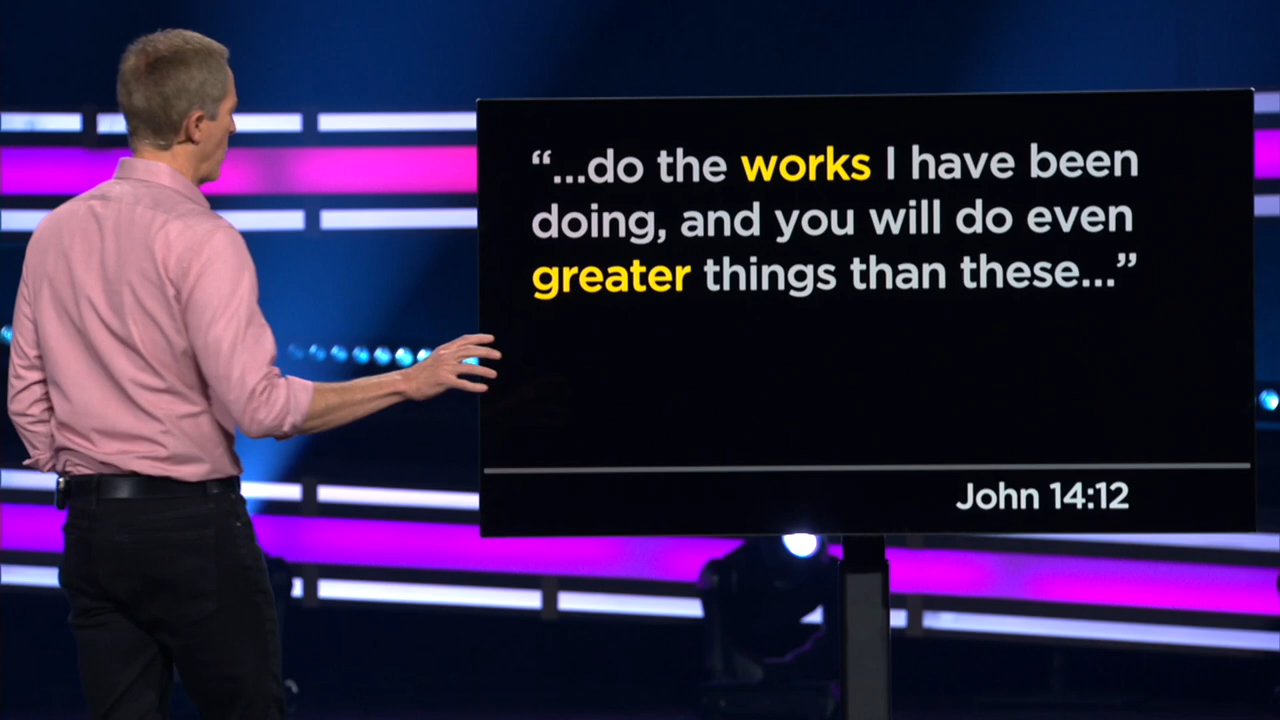 “...do the works I have been
doing, and you will do even
greater things than these...”
John 14:12